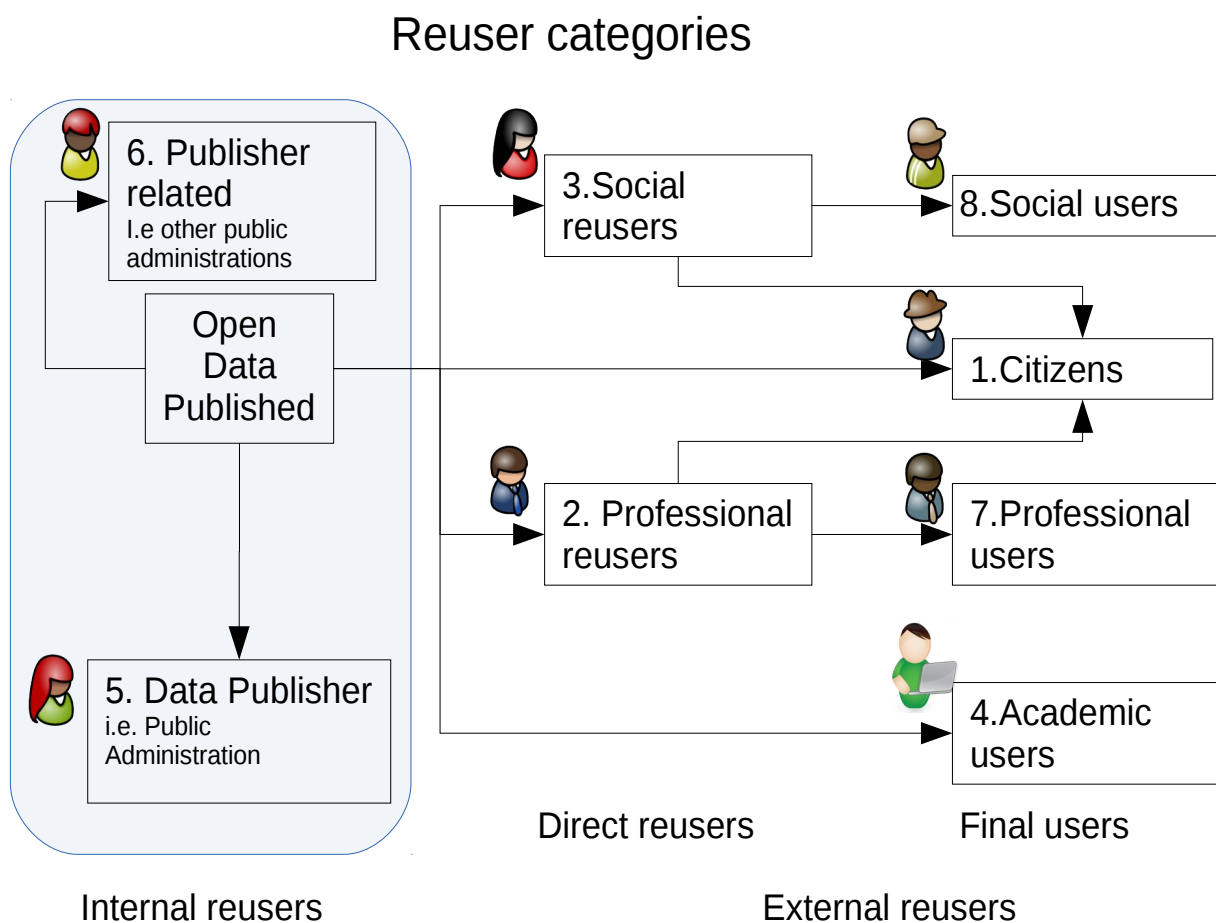 Reuser categories
6. Publisher
related
I.e other public
administrations
Open
Data
Published
5. Data Publisher
i.e. Public
Administration
3.Social
reusers
2. Professional
reusers
8.Social users
1.Citizens
7.Professional
users
4.Academic
users
Direct reusers
Final users
Internal reusers
External reusers